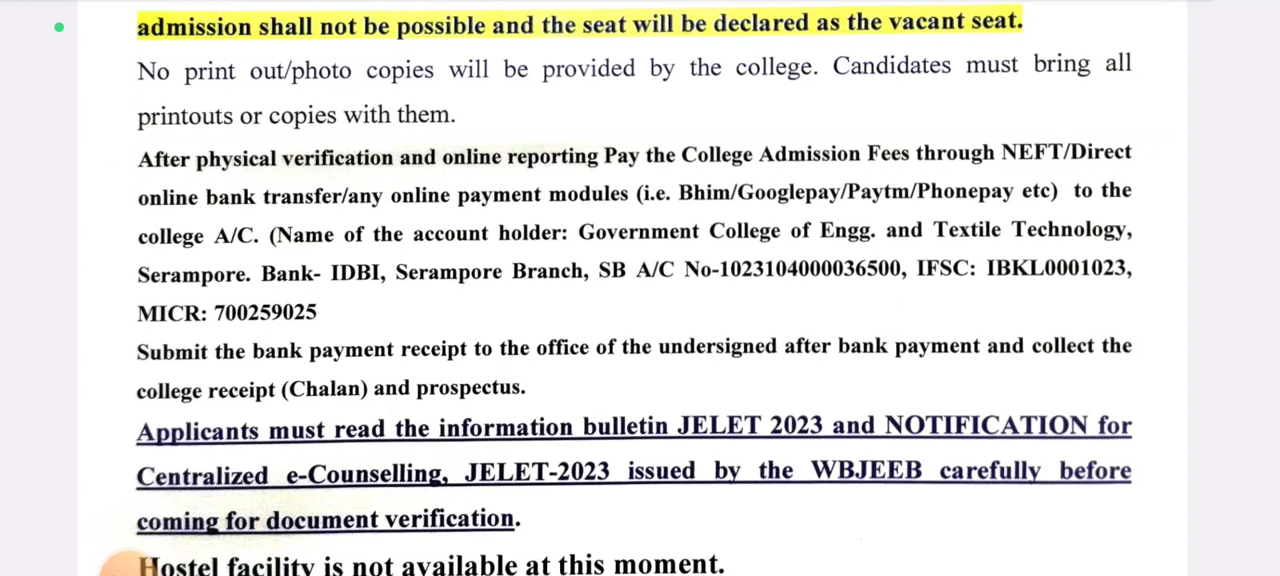 admission shall not be possible and the seat will be declared as the vacant seat.
No print out/photo copies will be provided by the college. Candidates must bring all
printouts or copies with them.
After physical verification and online reporting Pay the College Admission Fees through NEFT/Direct
online bank transfer/any online payment modules (i.e. Bhim/Googlepay/Paytm/Phonepay etc) to the
college A/C. (Name of the account holder: Government College of Engg. and Textile Technology,
Serampore. Bank- IDBI, Serampore Branch, SB A/C No-1023104000036500, IFSC: IBKL0001023,
MICR: 700259025
Submit the bank payment receipt to the office of the undersigned after bank payment and collect the
college receipt (Chalan) and prospectus.
Applicants must read the information bulletin JELET 2023 and NOTIFICATION for
Centralized e-Counselling, JELET-2023 issued by the WBJEEB carefully before
coming for document verification.
Hostel facility is not available at this moment.